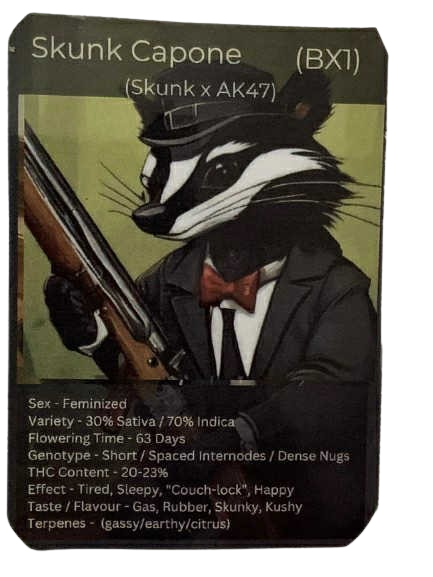 Skunk Capone (BX1)
(Skunk x AK47)
Sex - Feminized
Variety - 30% Sativa / 70% Indica
Flowering Time - 63 Days
Genotype - Short / Spaced Internodes / Dense Nugs
THC Content - 20-23%
Effect - Tired, Sleepy, "Couch-lock", Happy
Taste / Flavour - Gas, Rubber, Skunky, Kushy
Terpenes - (gassy/earthy/citrus)